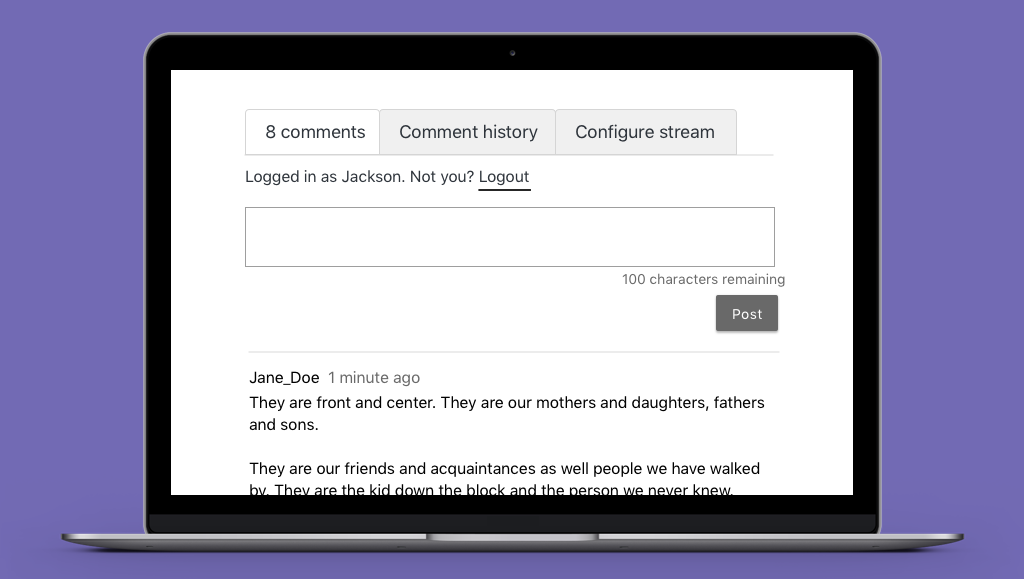 8 comments Comment history Configure stream
Logged in as Jackson. Not you? Logout
100 characters remaining
Post
Jane_Doe 1 minute ago
They are front and center. They are our mothers and daughters, fathers
and sons.
They are our friends and acquaintances as well people we have walked
by. They are the kid down the block and the person we never knew.